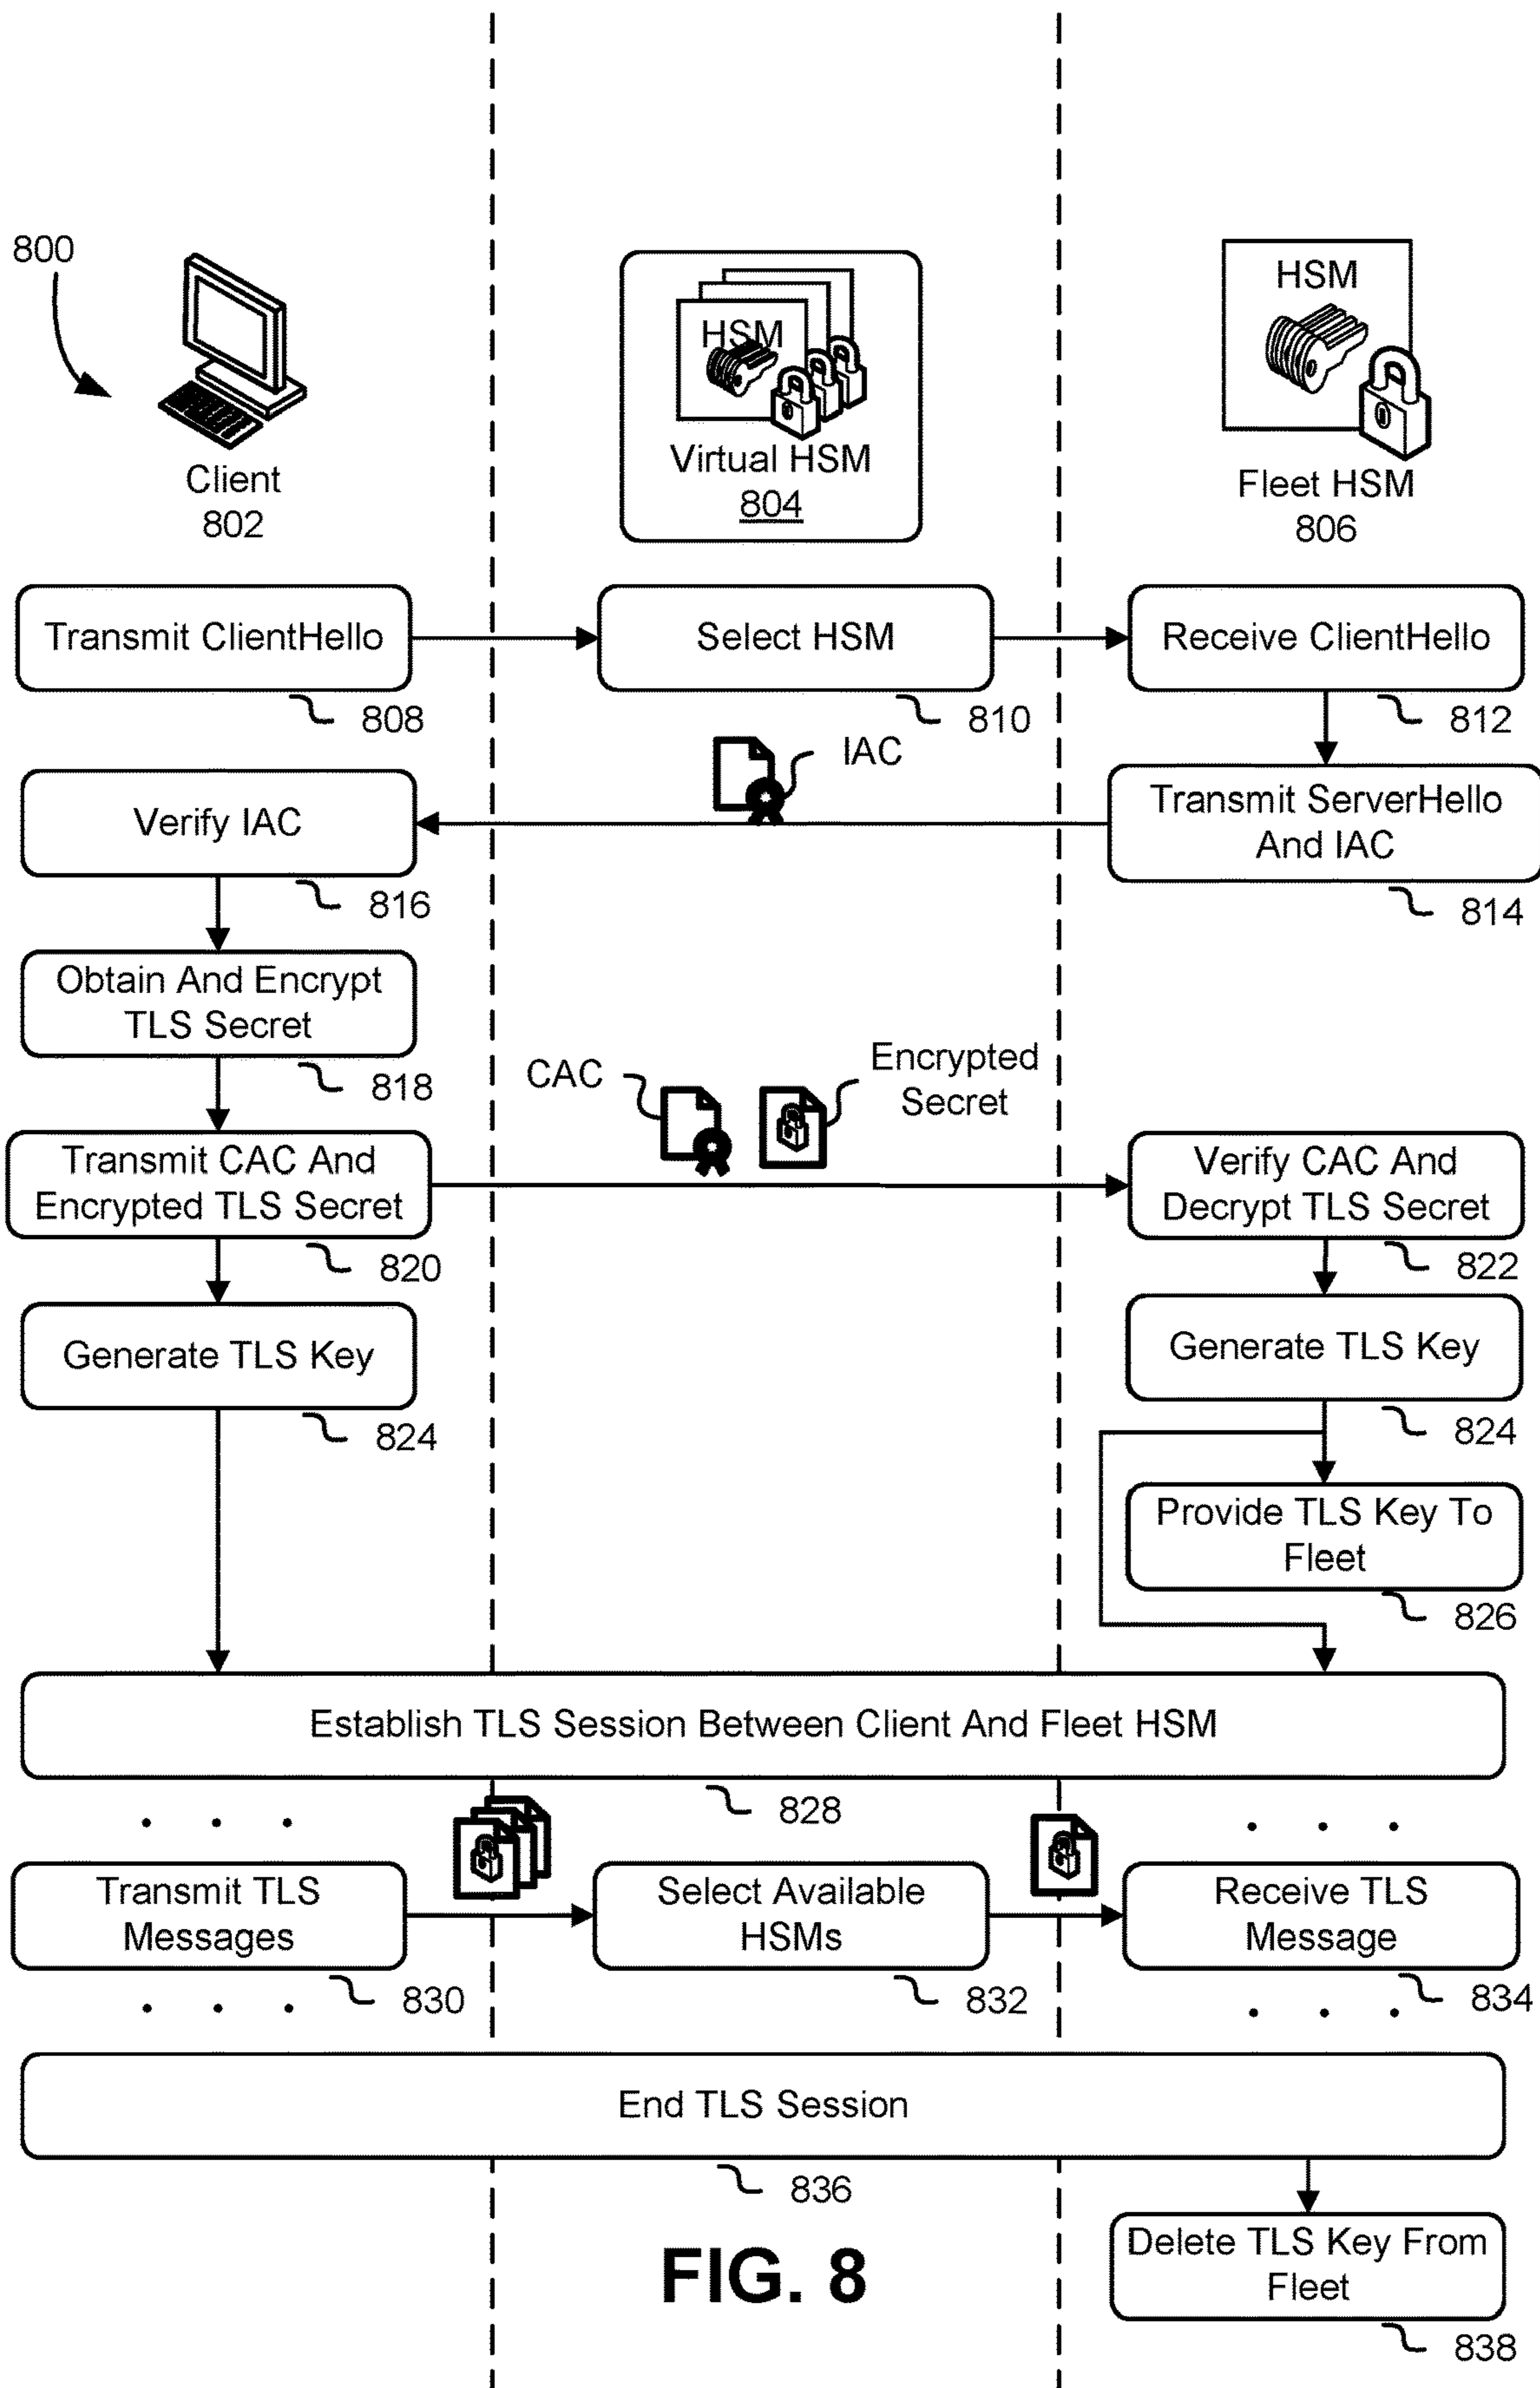 800
HSM
Client
802
Virtual HSM
804
HSM
Fleet HSM
806
Transmit ClientHello
808
Select HSM
810
Receive ClientHello
812
IAC
Transmit ServerHello
And IAC
814
Verify IAC
816
Obtain And Encrypt
TLS Secret
818
CAC
Encrypted
Secret
Transmit CAC And
Encrypted TLS Secret
820
Verify CAC And
Decrypt TLS Secret
822
Generate TLS Key
824
Generate TLS Key
824
Provide TLS Key To
Fleet
826
Establish TLS Session Between Client And Fleet HSM
828
Transmit TLS
Messages
830
Select Available
HSMs
832
Receive TLS
Message
834
End TLS Session
836
Delete TLS Key From
Fleet
838
FIG. 8